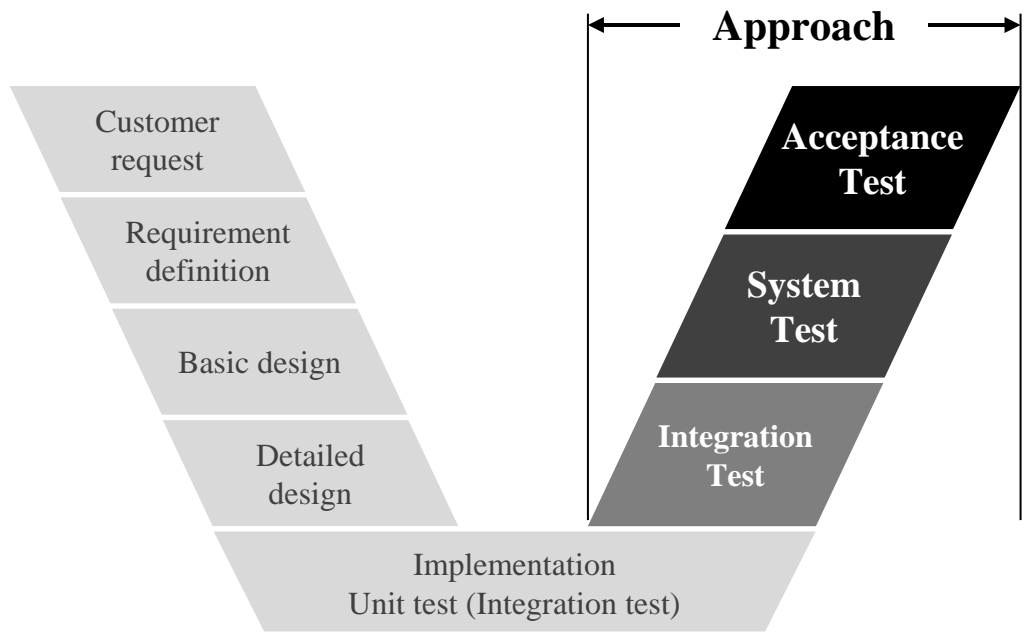 Approach
Customer
request
Requirement
definition
Basic design
Detailed
design
Implementation
Unit test (Integration test)
Acceptance
Test
System
Test
Integration
Test